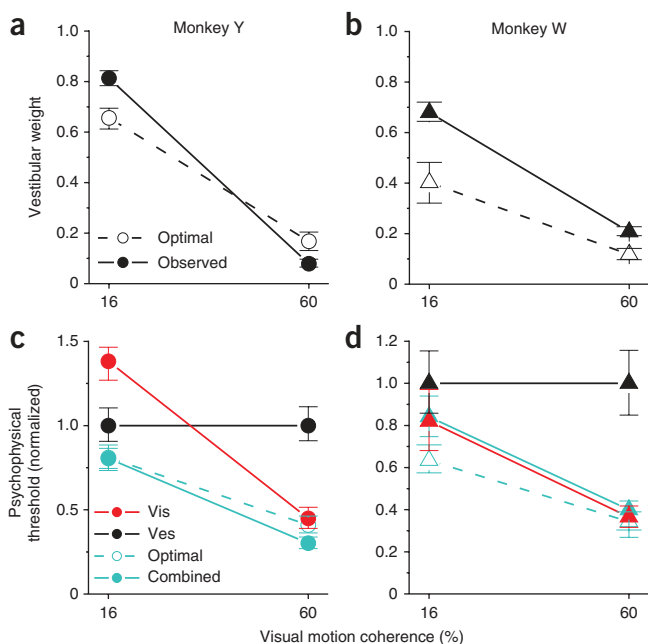 a
Monkey Y
b
Monkey W
Vestibular weight
1.0
0.8
0.6
0.4
0.2
0
16
60
Optimal
Observed
1.0
0.8
0.6
0.4
0.2
0
16
60
c
Psychophysical
threshold (normalized)
1.5
1.0
0.5
0
16
60
Vis
Ves
Optimal
Combined
d
1.2
1.0
0.8
0.6
0.4
0.2
0
16
60
Visual motion coherence (%)